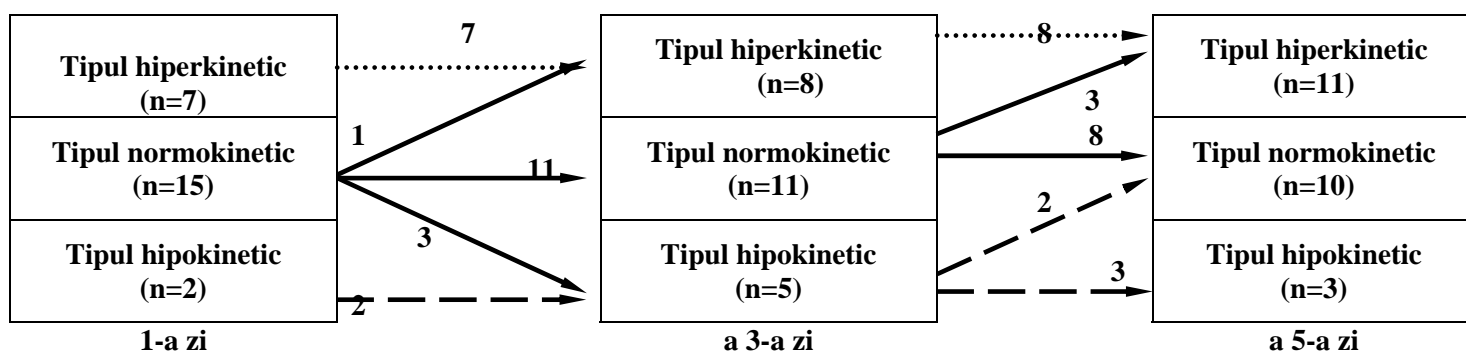 Tipul hiperkinetic
(n=7)
Tipul normokinetic
(n=15)
Tipul hipokinetic
(n=2)
1-a zi
7
1
11
3
2
Tipul hiperkinetic
(n=8)
Tipul normokinetic
(n=11)
Tipul hipokinetic
(n=5)
a 3-a zi
8
3
8
2
3
Tipul hiperkinetic
(n=11)
Tipul normokinetic
(n=10)
Tipul hipokinetic
(n=3)
a 5-a zi